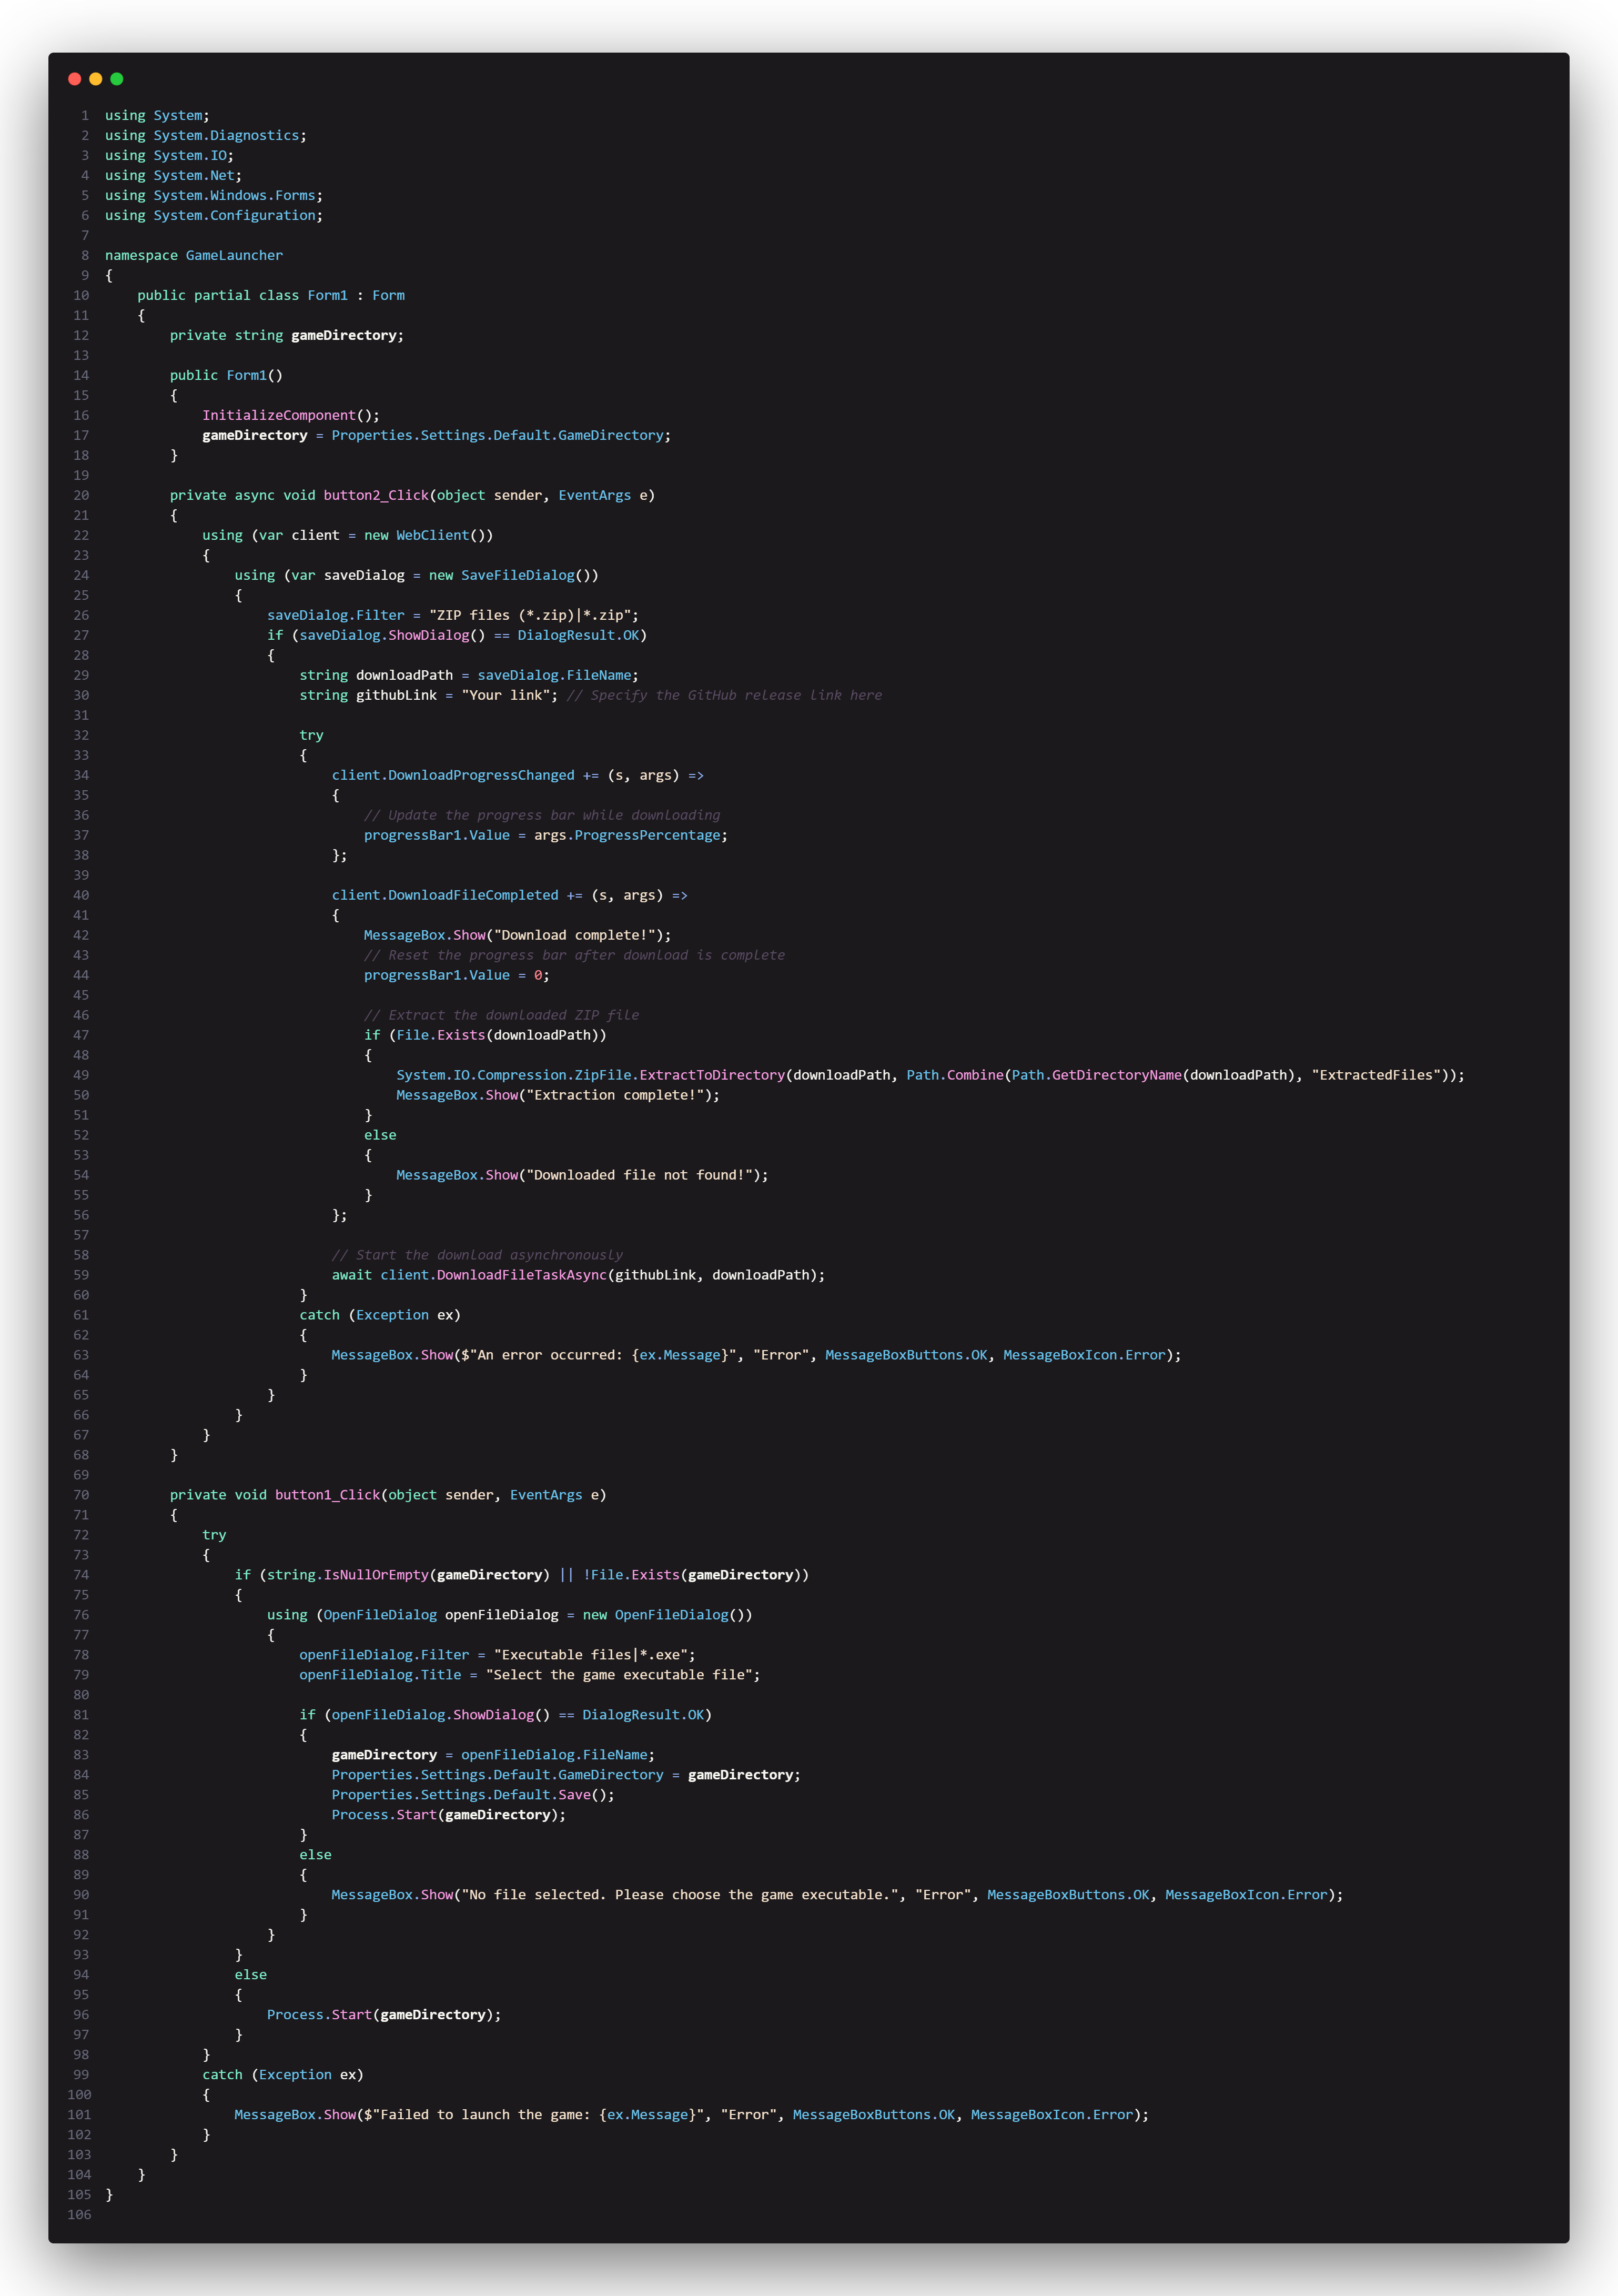 1 using System;
2 using System.Diagnostics;
3 using System.IO;
4 using System.Net;
5 using System.Windows.Forms;
6 using System.Configuration;
7
8 namespace GameLauncher
9 {
10     public partial class Form1 : Form
11     {
12         private string gameDirectory;
13
14         public Form1()
15         {
16             InitializeComponent();
17             gameDirectory = Properties.Settings.Default.GameDirectory;
18         }
19
20         private async void button2_Click(object sender, EventArgs e)
21         {
22             using (var client = new WebClient())
23             {
24                 using (var saveDialog = new SaveFileDialog())
25                 {
26                     saveDialog.Filter = "ZIP files (*.zip)|*.zip";
27                     if (saveDialog.ShowDialog() == DialogResult.OK)
28                     {
29                         string downloadPath = saveDialog.FileName;
30                         string githubLink = "Your link"; // Specify the GitHub release link here
31
32                         try
33                         {
34                             client.DownloadProgressChanged += (s, args) =>
35                             {
36                                 // Update the progress bar while downloading
37                                 progressBar1.Value = args.ProgressPercentage;
38                             };
39
40                             client.DownloadFileCompleted += (s, args) =>
41                             {
42                                 MessageBox.Show("Download complete!");
43                                 // Reset the progress bar after download is complete
44                                 progressBar1.Value = 0;
45
46                                 // Extract the downloaded ZIP file
47                                 if (File.Exists(downloadPath))
48                                 {
49                                     System.IO.Compression.ZipFile.ExtractToDirectory(downloadPath, Path.Combine(Path.GetDirectoryName(downloadPath), "ExtractedFiles"));
50                                     MessageBox.Show("Extraction complete!");
51                                 }
52                                 else
53                                 {
54                                     MessageBox.Show("Downloaded file not found!");
55                                 }
56                             };
57
58                             // Start the download asynchronously
59                             await client.DownloadFileTaskAsync(githubLink, downloadPath);
60                         }
61                         catch (Exception ex)
62                         {
63                             MessageBox.Show($"An error occurred: {ex.Message}", "Error", MessageBoxButtons.OK, MessageBoxIcon.Error);
64                         }
65                     }
66                 }
67             }
68         }
69
70         private void button1_Click(object sender, EventArgs e)
71         {
72             try
73             {
74                 if (string.IsNullOrEmpty(gameDirectory) || !File.Exists(gameDirectory))
75                 {
76                     using (OpenFileDialog openFileDialog = new OpenFileDialog())
77                     {
78                         openFileDialog.Filter = "Executable files|*.exe";
79                         openFileDialog.Title = "Select the game executable file";
80
81                         if (openFileDialog.ShowDialog() == DialogResult.OK)
82                         {
83                             gameDirectory = openFileDialog.FileName;
84                             Properties.Settings.Default.GameDirectory = gameDirectory;
85                             Properties.Settings.Default.Save();
86                             Process.Start(gameDirectory);
87                         }
88                         else
89                         {
90                             MessageBox.Show("No file selected. Please choose the game executable.", "Error", MessageBoxButtons.OK, MessageBoxIcon.Error);
91                         }
92                     }
93                 }
94                 else
95                 {
96                     Process.Start(gameDirectory);
97                 }
98             }
99             catch (Exception ex)
100             {
101                 MessageBox.Show($"Failed to launch the game: {ex.Message}", "Error", MessageBoxButtons.OK, MessageBoxIcon.Error);
102             }
103         }
104     }
105 }
106